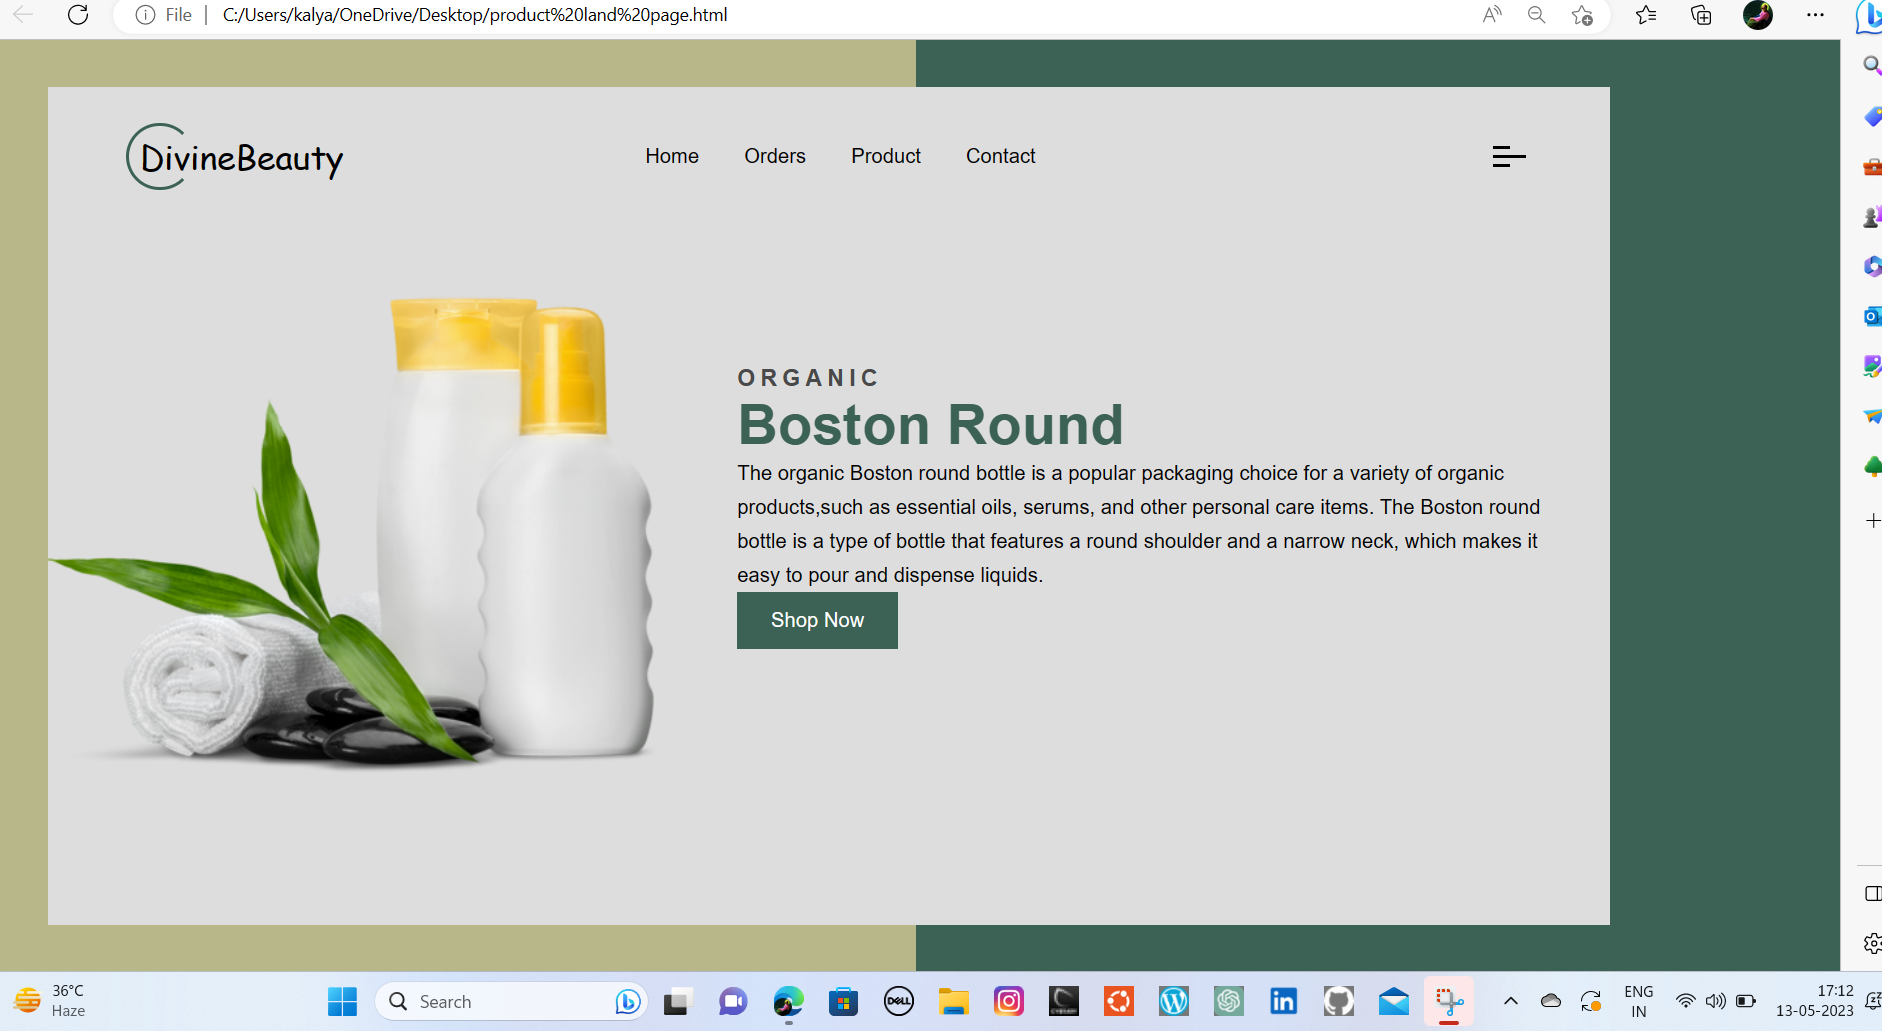 File
C:/Users/kalya/OneDrive/Desktop/product%20land%20page.html
DivineBeauty
Home Orders Product Contact
ORGANIC
Boston Round
The organic Boston round bottle is a popular packaging choice for a variety of organic
products,such as essential oils, serums, and other personal care items. The Boston round
bottle is a type of bottle that features a round shoulder and a narrow neck, which makes it
easy to pour and dispense liquids.
Shop Now
36°C
Haze
Search
DELL
ENG
IN
17:12
13-05-2023